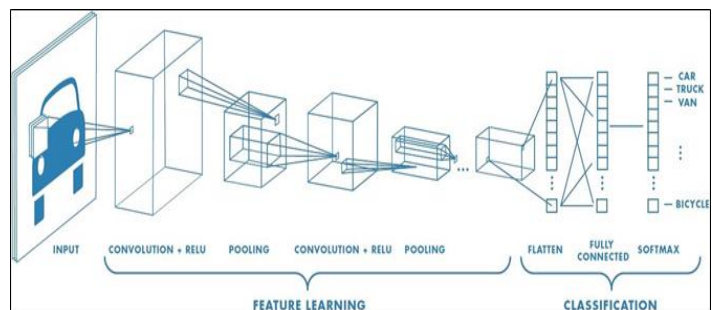 CAR
TRUCK
VAN
BICYCLE
INPUT
CONVOLUTION + RELU
POOLING
CONVOLUTION + RELU
POOLING
FLATTEN
FULLY
CONNECTED
SOFTMAX
FEATURE LEARNING
CLASSIFICATION